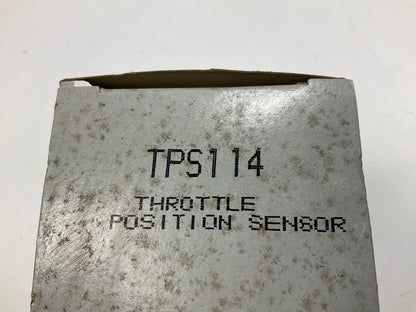 TPS114
THROTTLE
POSITION SENSOR